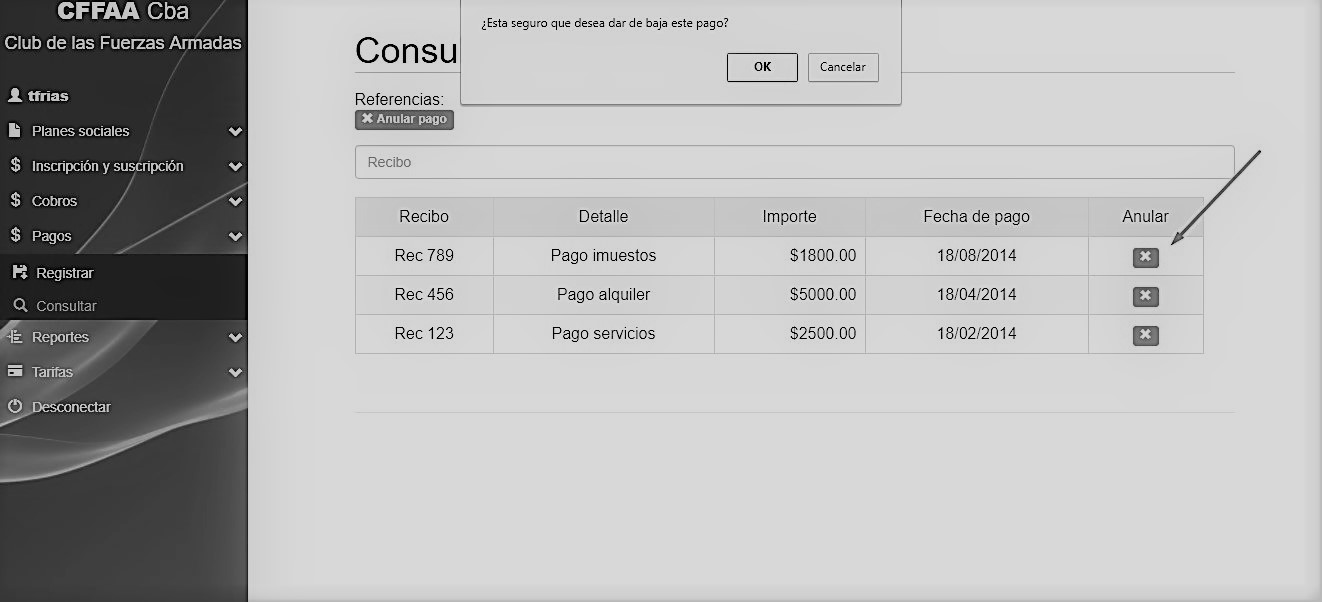 CFFAA Cba
Club de las Fuerzas Armadas
tfrias
Planes sociales
Inscripción y suscripción
Cobros
Pagos
Registrar
Consultar
Reportes
Tarifas
Desconectar
¿Esta seguro que desea dar de baja este pago?
OK Cancelar
Consu
Referencias:
Anular pago
Recibo
Recibo Detalle Importe Fecha de pago Anular
Rec 789 Pago imuestos $1800.00 18/08/2014
Rec 456 Pago alquiler $5000.00 18/04/2014
Rec 123 Pago servicios $2500.00 18/02/2014